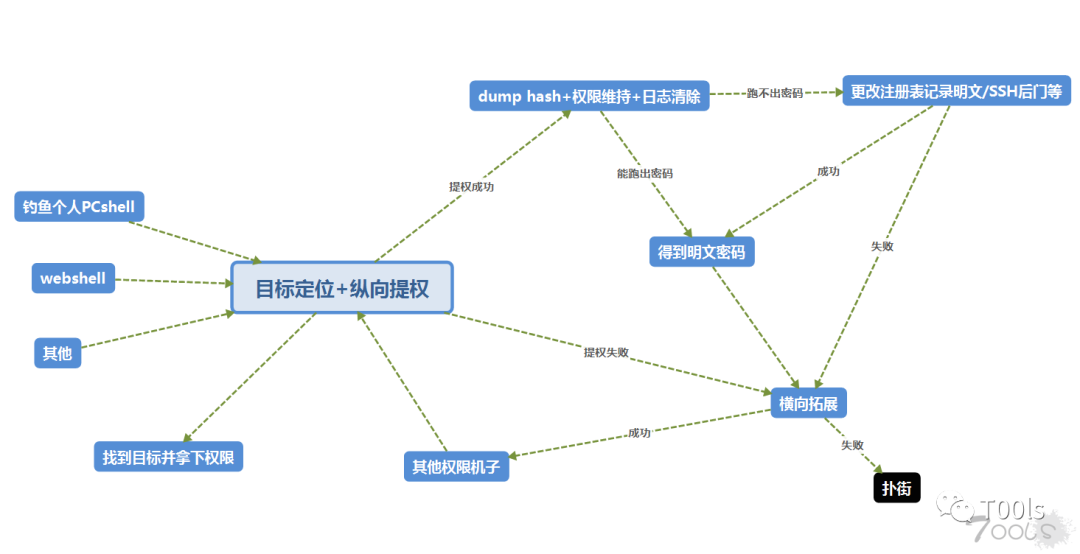 dump hash+权限维持+日志清除
跑不出密码
更改注册表记录明文/SSH后门等
提权成功
能跑出密码
成功
钓鱼个人PCshell
失败
得到明文密码
webshell
目标定位+纵向提权
其他
提权失败
横向拓展
成功
失败
找到目标并拿下权限
其他权限机子
扑街
T00ls
TOOLS